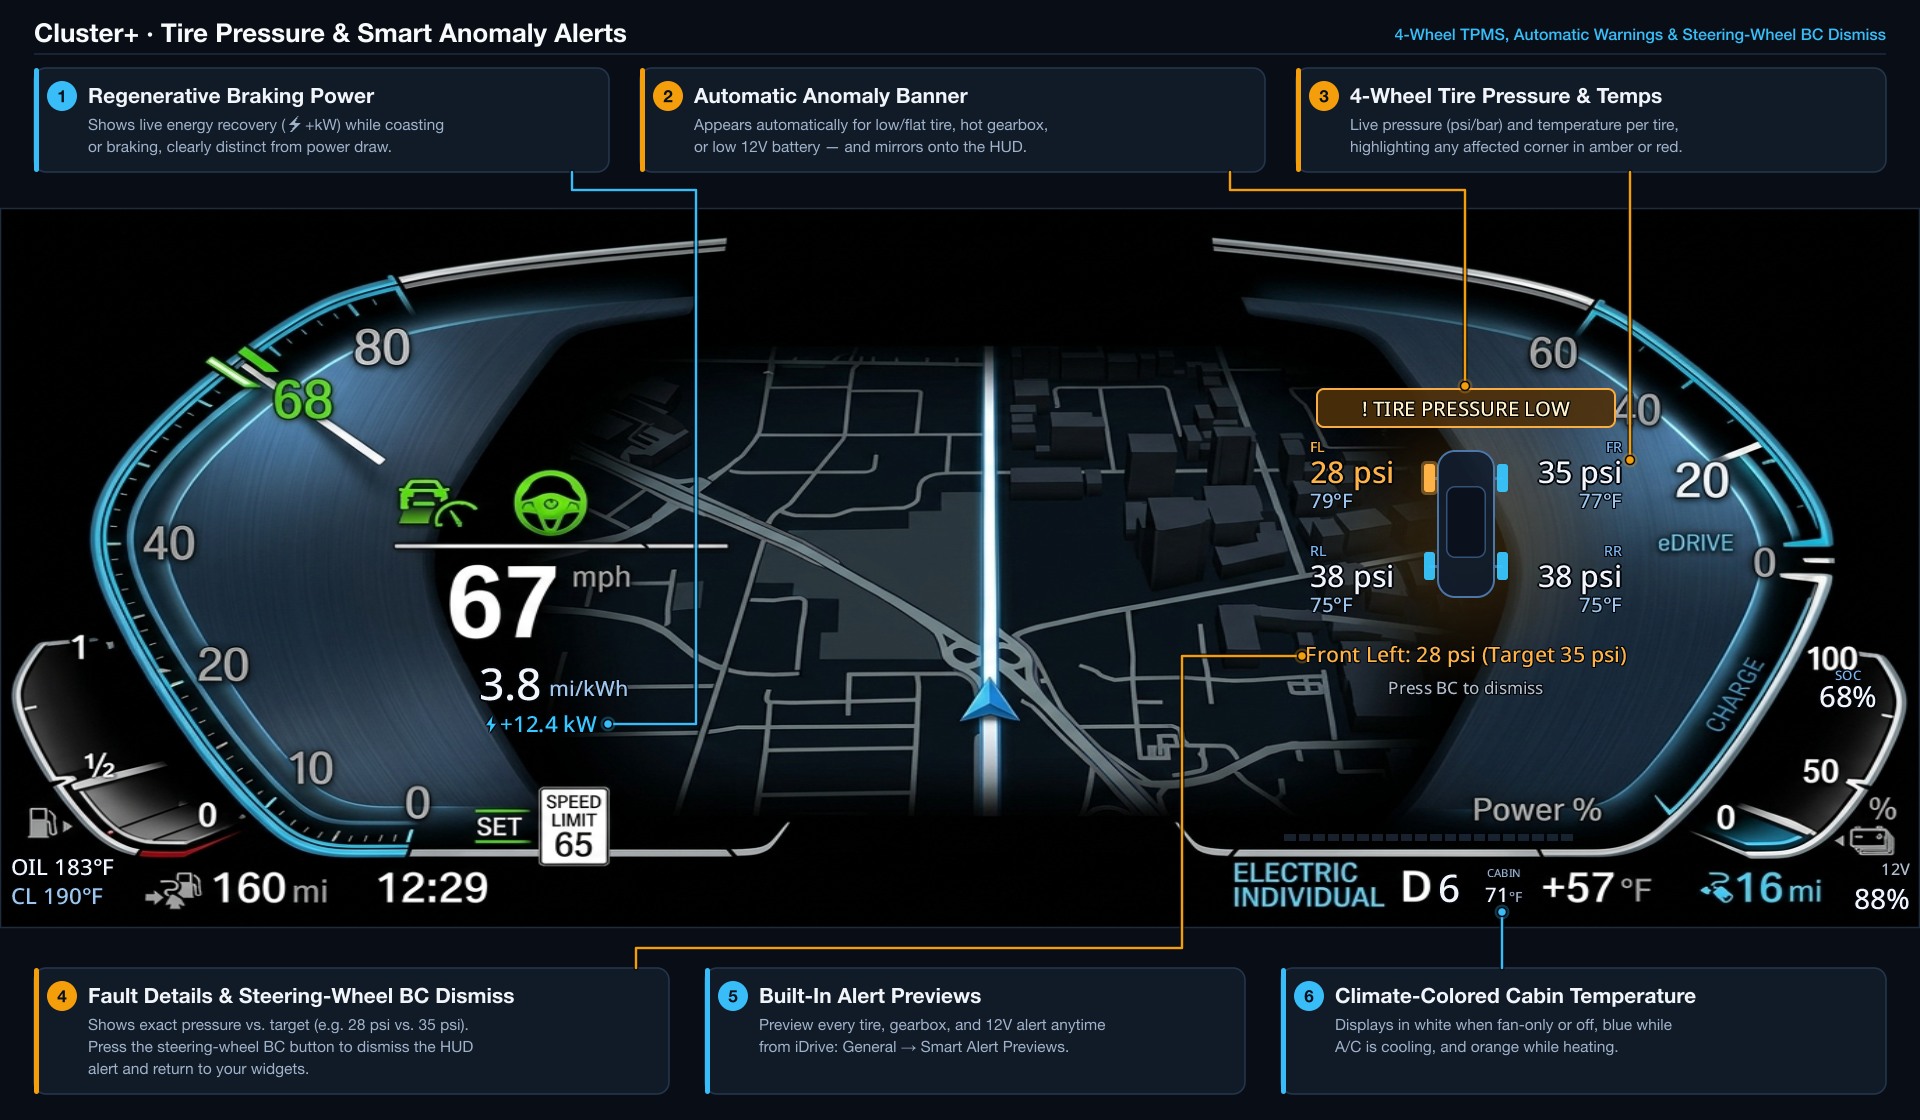 Cluster+ · Tire Pressure & Smart Anomaly Alerts
4-Wheel TPMS, Automatic Warnings & Steering-Wheel BC Dismiss
1 Regenerative Braking Power
Shows live energy recovery (⚡+kW) while coasting
or braking, clearly distinct from power draw.
2 Automatic Anomaly Banner
Appears automatically for low/flat tire, hot gearbox,
or low 12V battery — and mirrors onto the HUD.
3 4-Wheel Tire Pressure & Temps
Live pressure (psi/bar) and temperature per tire,
highlighting any affected corner in amber or red.
80
68
40
20
10
0
67 mph
3.8 mi/kWh
⚡+12.4 kW
SET
SPEED
LIMIT
65
1
½
0
OIL 183°F
CL 190°F
160 mi
12:29
60
40
20
0
! TIRE PRESSURE LOW
FL
28 psi
79°F
FR
35 psi
77°F
RL
38 psi
75°F
RR
38 psi
75°F
eDRIVE
Front Left: 28 psi (Target 35 psi)
Press BC to dismiss
CHARGE
Power %
100
SOC
68%
50
0
%
ELECTRIC
INDIVIDUAL
D 6
CABIN
71°F
+57 °F
16 mi
12V
88%
4 Fault Details & Steering-Wheel BC Dismiss
Shows exact pressure vs. target (e.g. 28 psi vs. 35 psi).
Press the steering-wheel BC button to dismiss the HUD
alert and return to your widgets.
5 Built-In Alert Previews
Preview every tire, gearbox, and 12V alert anytime
from iDrive: General → Smart Alert Previews.
6 Climate-Colored Cabin Temperature
Displays in white when fan-only or off, blue while
A/C is cooling, and orange while heating.